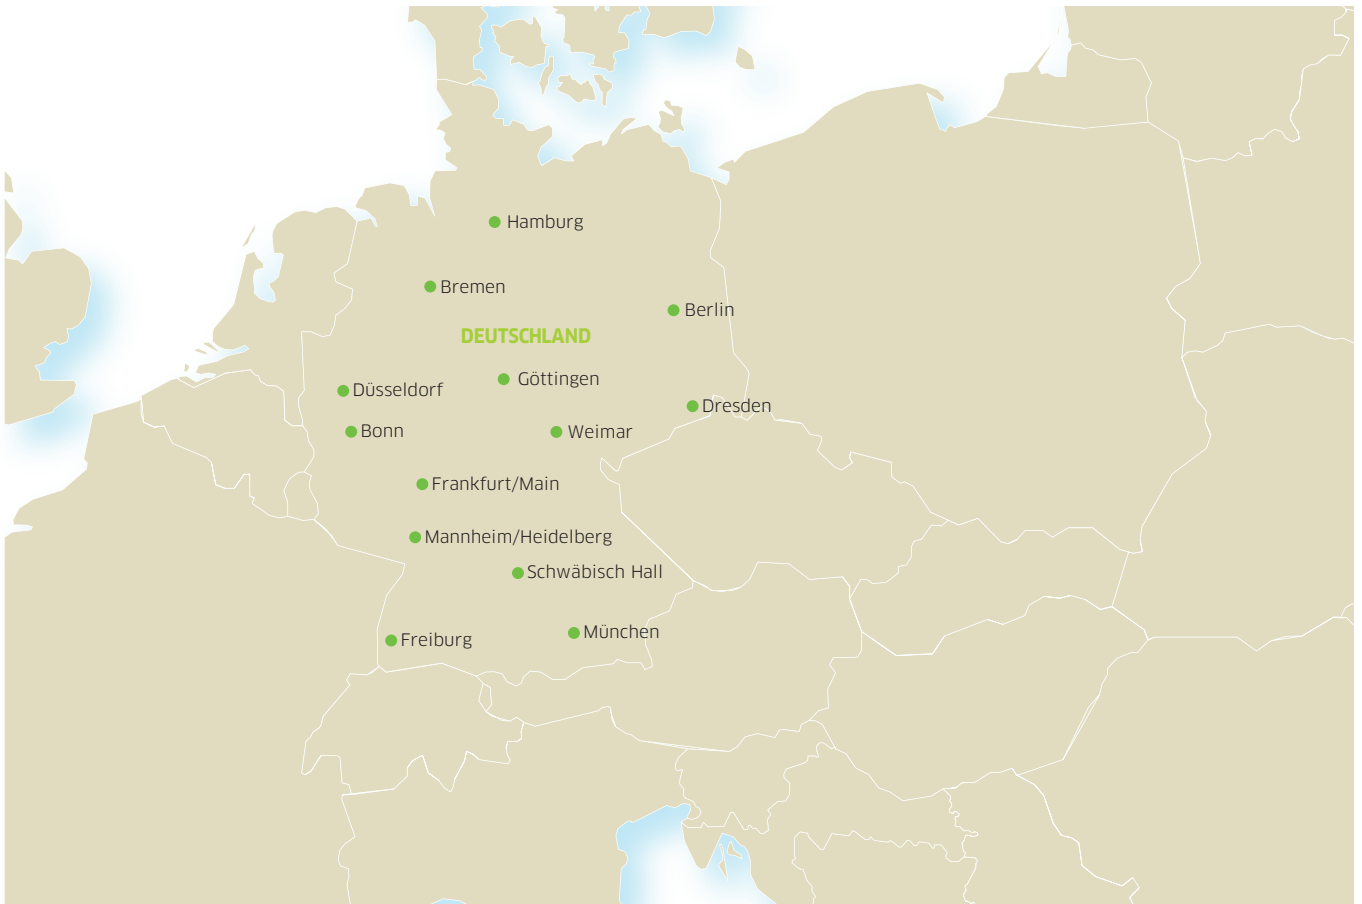 Hamburg
Bremen
Berlin
DEUTSCHLAND
Göttingen
Düsseldorf
Dresden
Bonn
Weimar
Frankfurt/Main
Mannheim/Heidelberg
Schwäbisch Hall
München
Freiburg